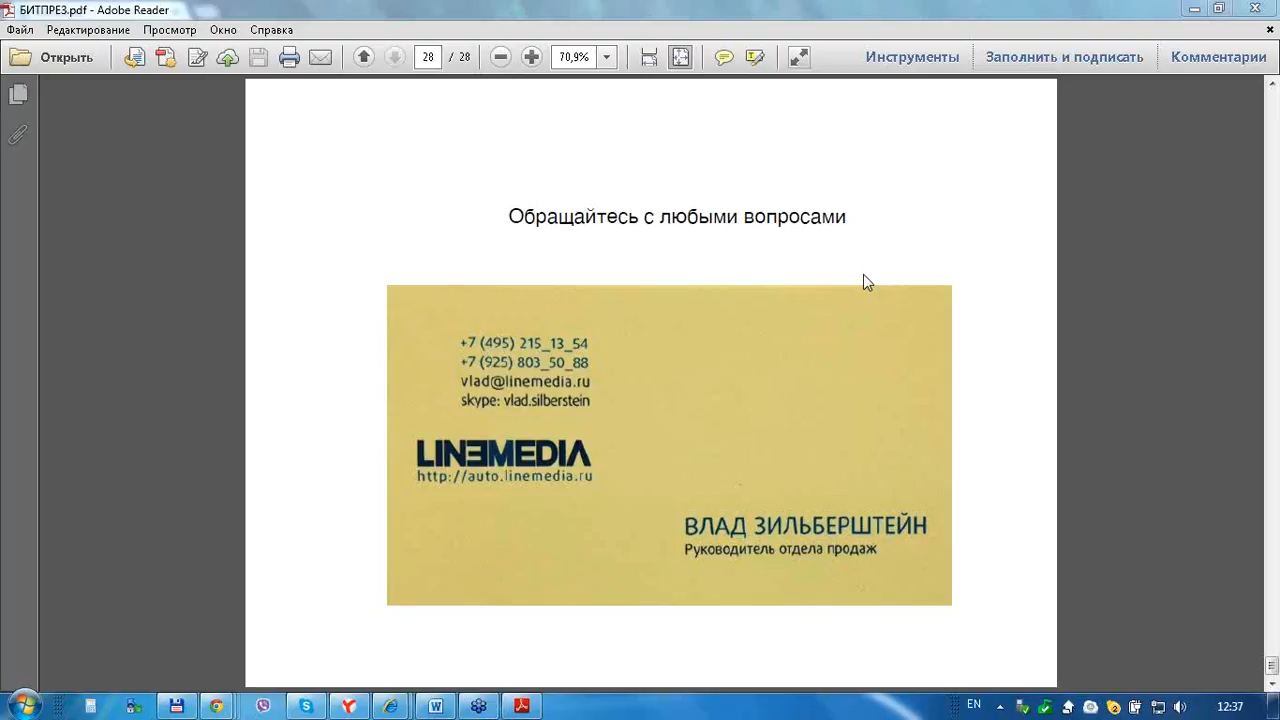 БИТПРЕЗ.pdf - Adobe Reader
Файл Редактирование Просмотр Окно Справка
Открыть 28 / 28 70,9% Инструменты Заполнить и подписать Комментарии
Обращайтесь с любыми вопросами
+7 (495) 215_13_54
+7 (925) 803_50_88
vlad@linemedia.ru
skype: vlad.silberstein
LINEMEDIA
http://auto.linemedia.ru
ВЛАД ЗИЛЬБЕРШТЕЙН
Руководитель отдела продаж
EN 12:37